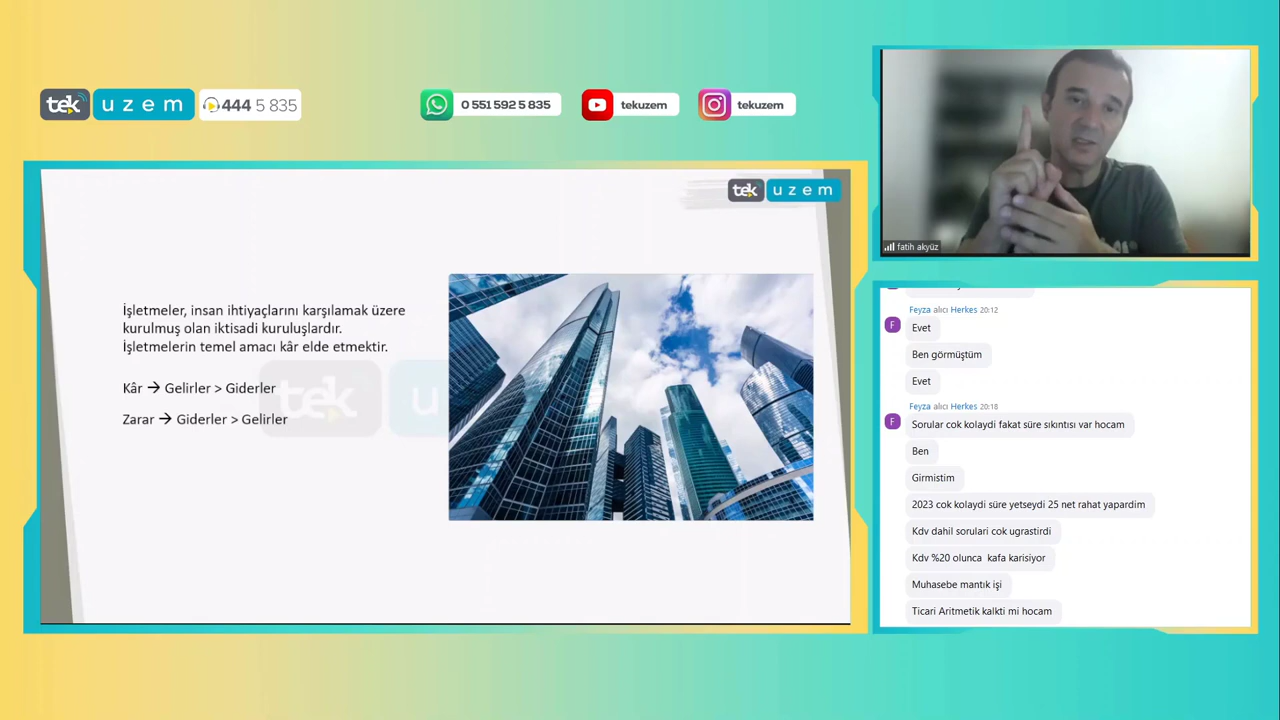 tek uzem 444 5 835
0 551 592 5 835
tekuzem
tekuzem
tek uzem
İşletmeler, insan ihtiyaçlarını karşılamak üzere
kurulmuş olan iktisadi kuruluşlardır.
İşletmelerin temel amacı kâr elde etmektir.
Kâr → Gelirler > Giderler
Zarar → Giderler > Gelirler
tek u
fatih akyüz
Feyza alıcı Herkes 20:12
F
Evet
Ben görmüştüm
Evet
Feyza alıcı Herkes 20:18
F
Sorular cok kolaydi fakat süre sıkıntısı var hocam
Ben
Girmistim
2023 cok kolaydi süre yetseydi 25 net rahat yapardim
Kdv dahil sorulari cok ugrastirdi
Kdv %20 olunca kafa karisiyor
Muhasebe mantık işi
Ticari Aritmetik kalkti mi hocam